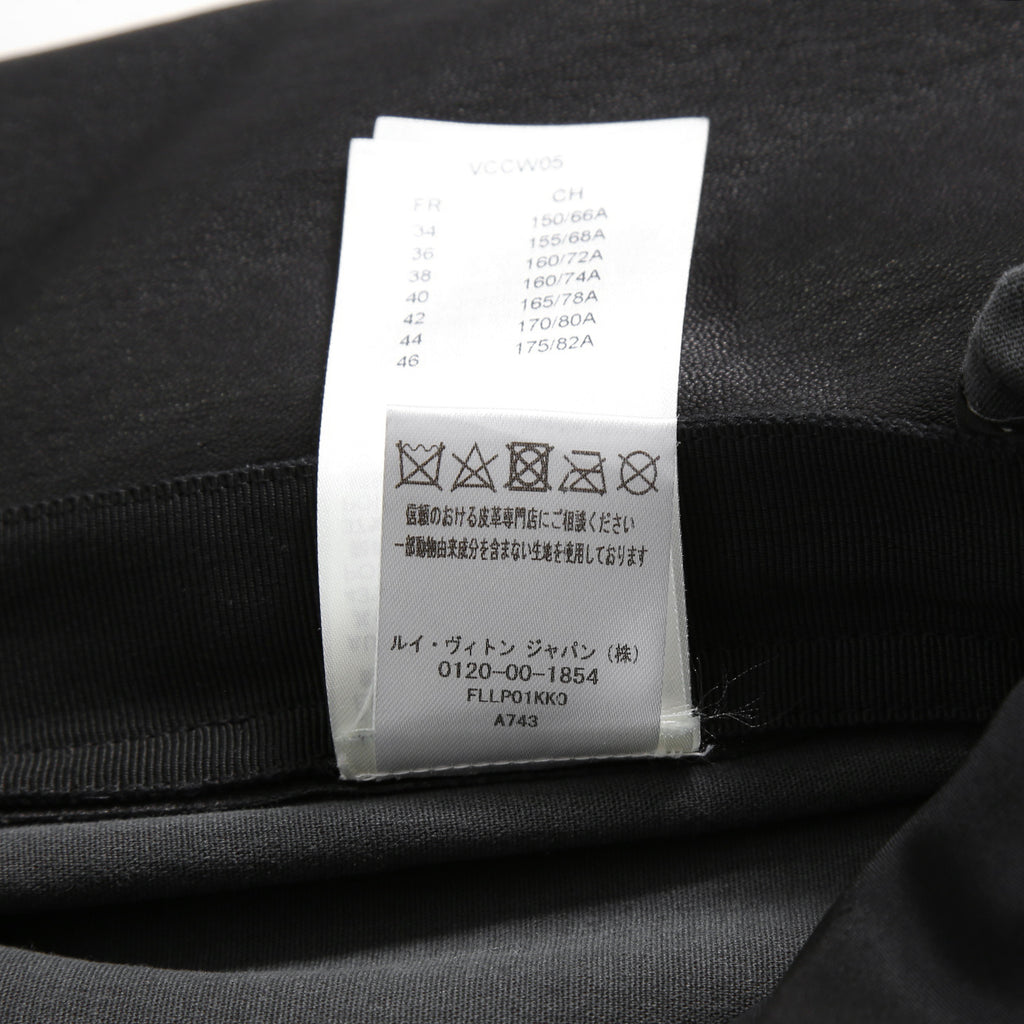 VCCW05
FR CH
34 150/66A
36 155/68A
38 160/72A
40 160/74A
42 165/78A
44 170/80A
46 175/82A
信頼のおける皮革専門店にご相談ください
一部動物由来成分を含まない生地を使用しております
ルイ・ヴィトン ジャパン（株）
0120-00-1854
FLLP01KKO
A743